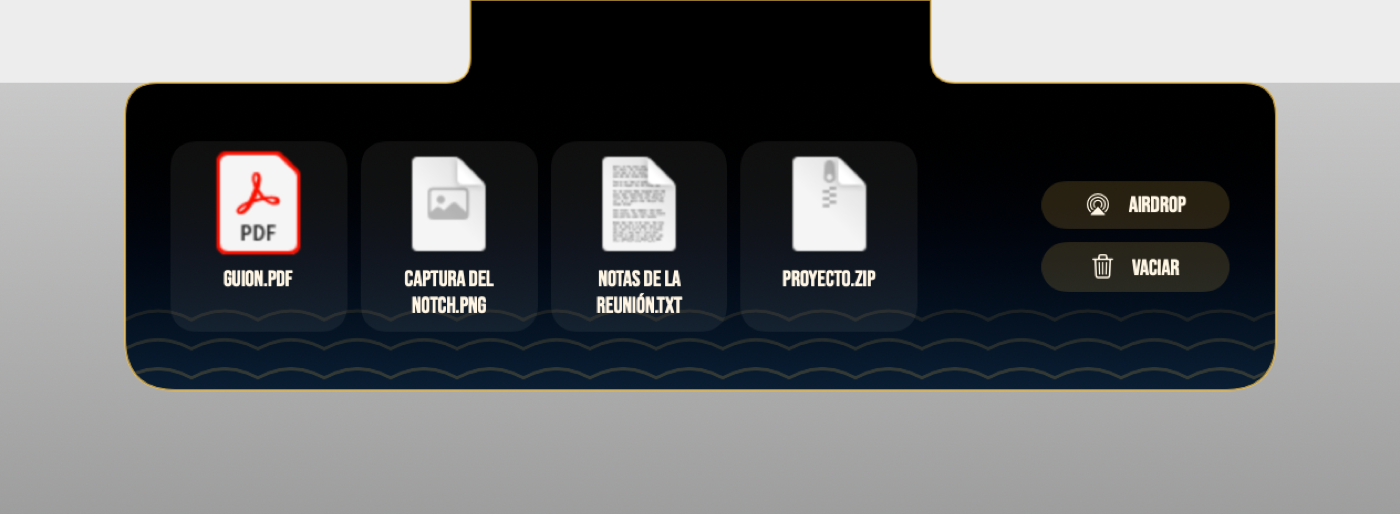 PDF
GUION.PDF
CAPTURA DEL
NOTCH.PNG
NOTAS DE LA
REUNIÓN.TXT
PROYECTO.ZIP
AIRDROP
VACIAR